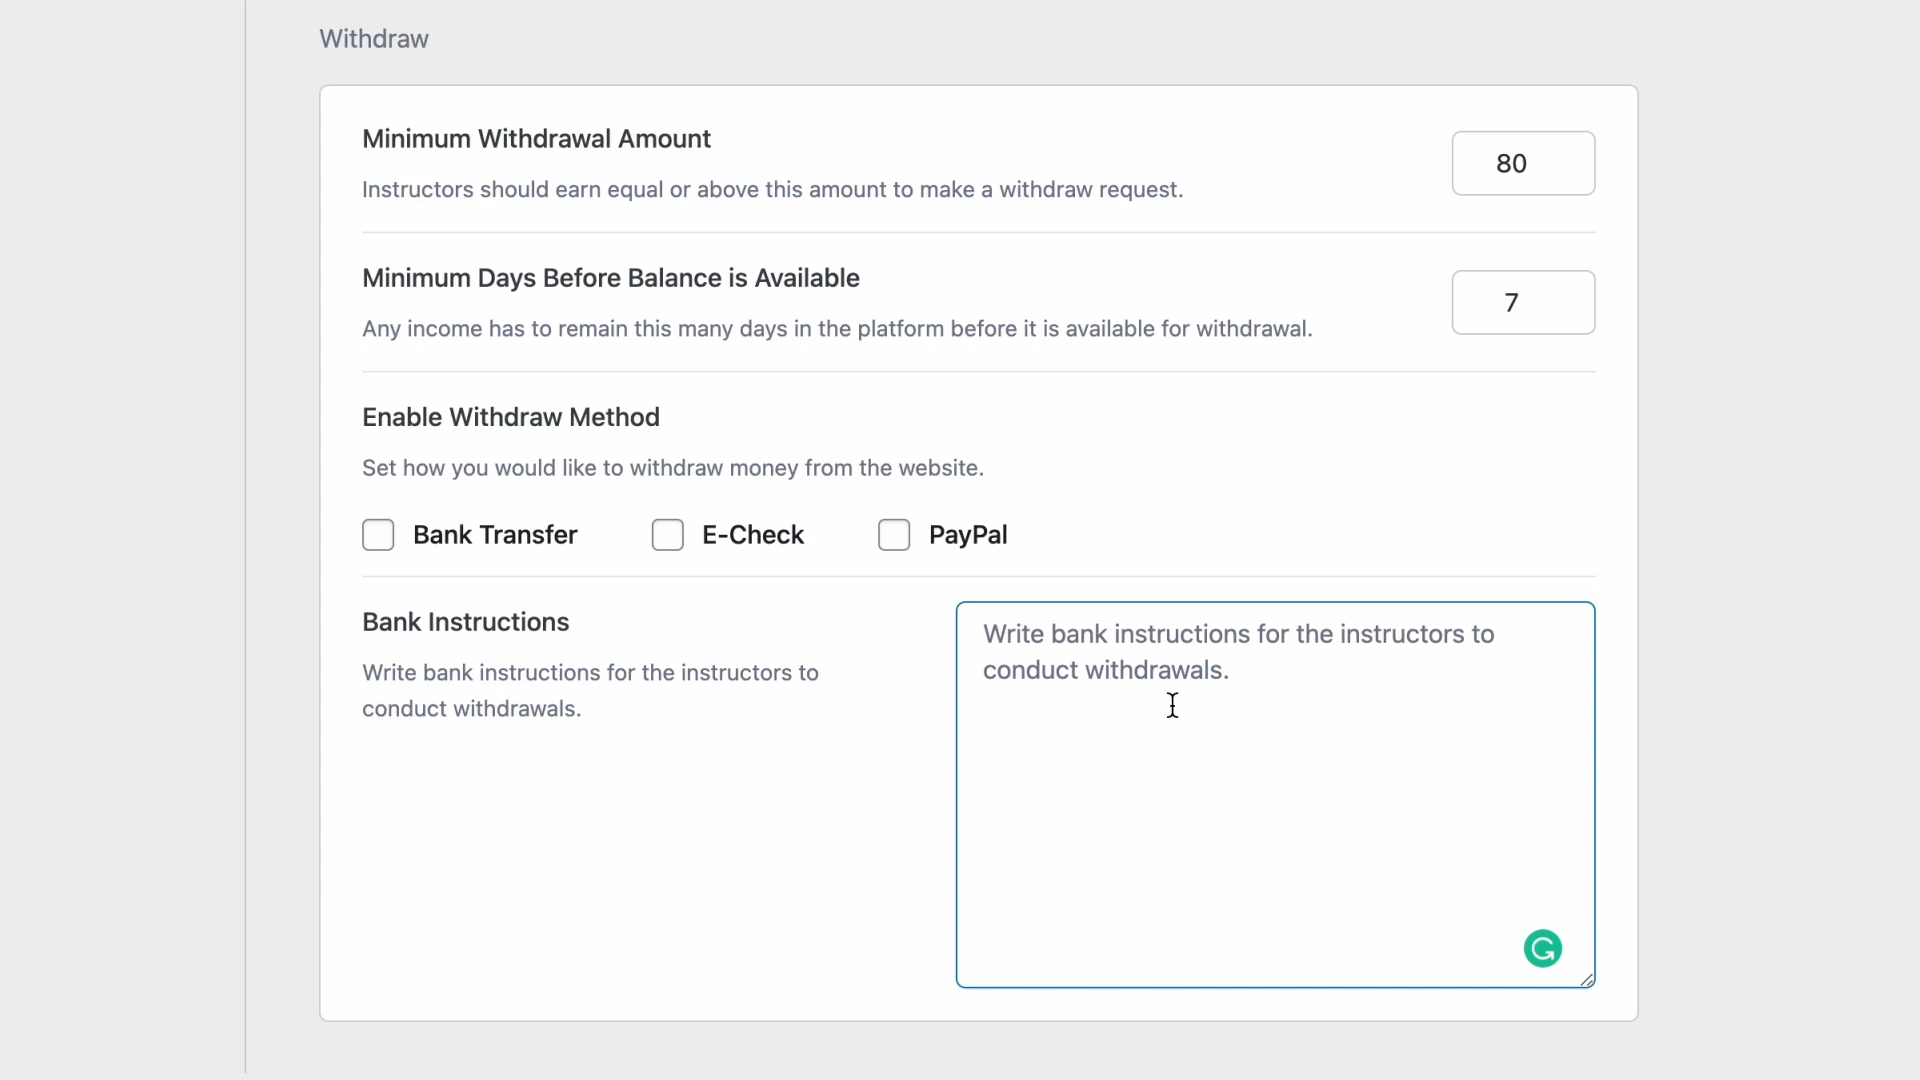 Withdraw
Minimum Withdrawal Amount
80
Instructors should earn equal or above this amount to make a withdraw request.
Minimum Days Before Balance is Available
7
Any income has to remain this many days in the platform before it is available for withdrawal.
Enable Withdraw Method
Set how you would like to withdraw money from the website.
Bank Transfer E-Check PayPal
Bank Instructions
Write bank instructions for the instructors to
conduct withdrawals.
Write bank instructions for the instructors to
conduct withdrawals.